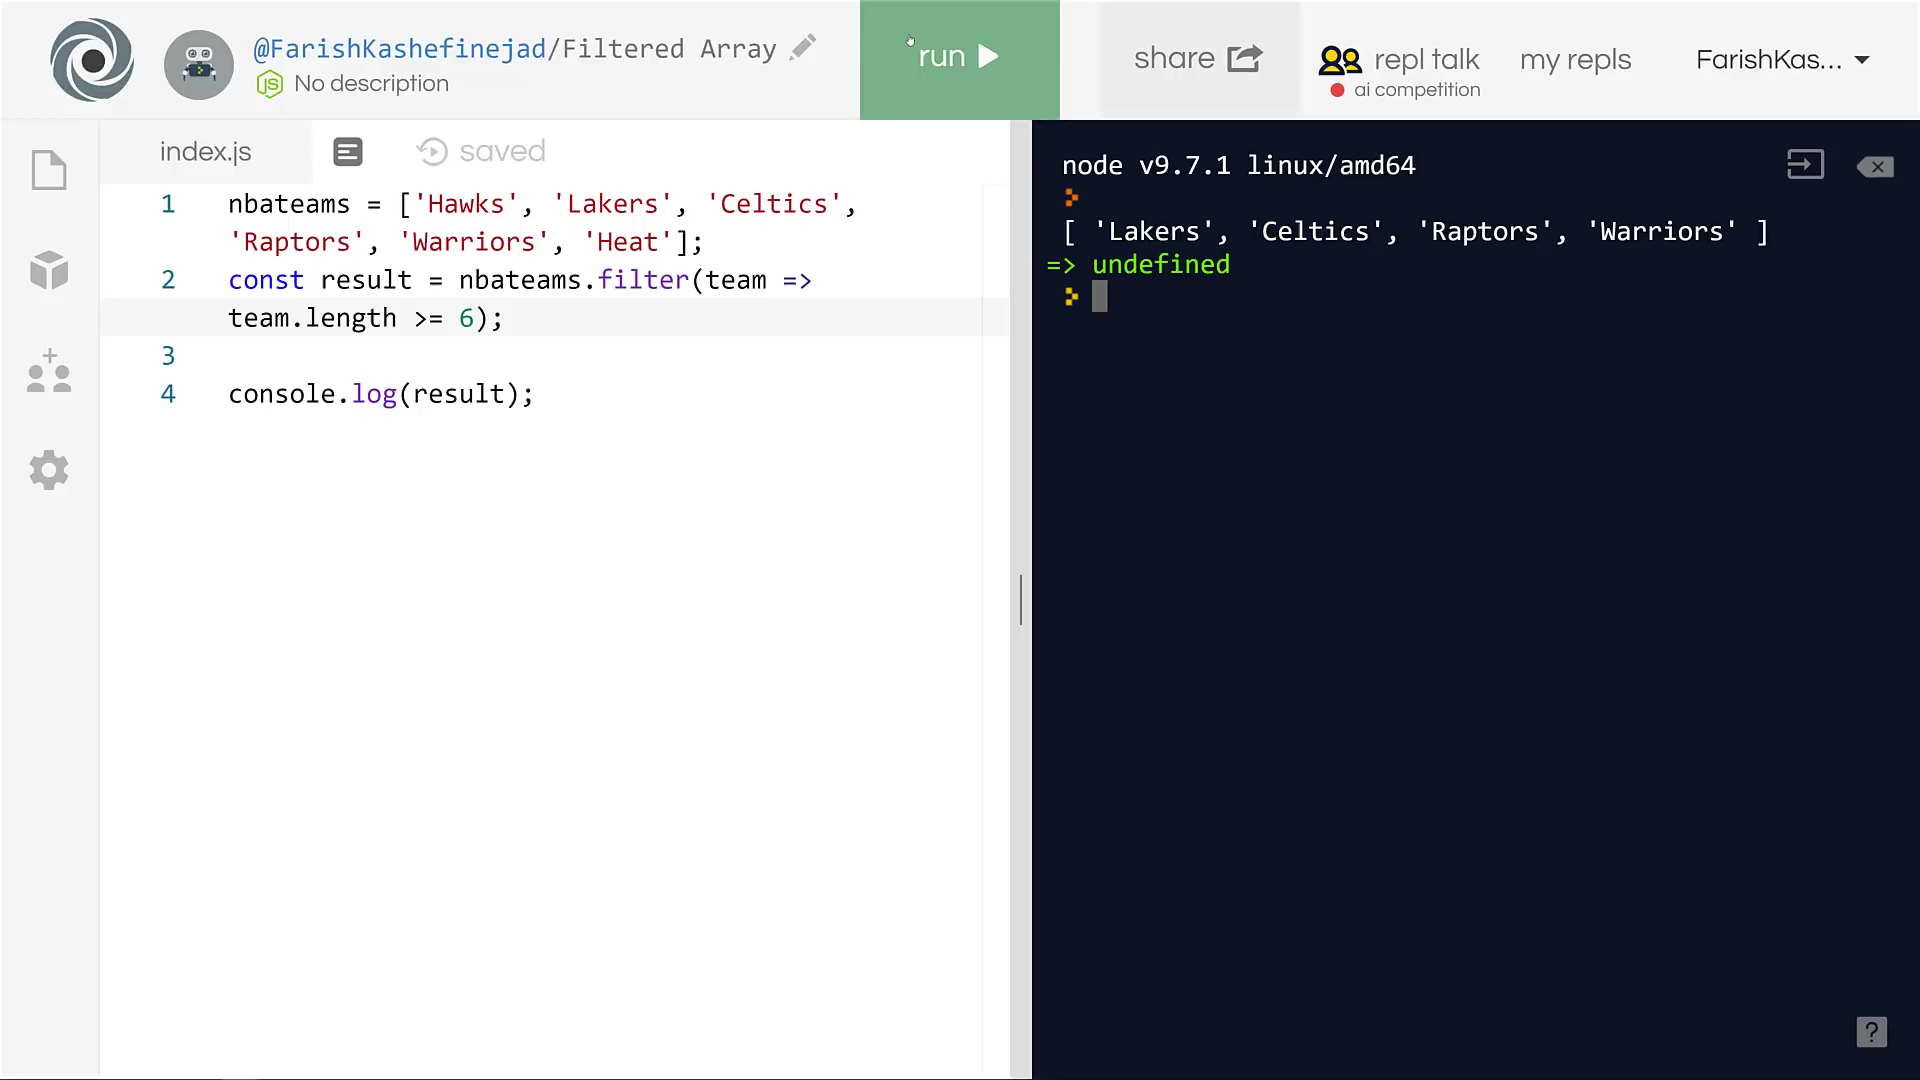 @FarishKashefinejad/Filtered Array
No description
run
share
repl talk
ai competition
my repls
FarishKas...
index.js
saved
1 nbateams = ['Hawks', 'Lakers', 'Celtics',
'Raptors', 'Warriors', 'Heat'];
2 const result = nbateams.filter(team =>
team.length >= 6);
3
4 console.log(result);
node v9.7.1 linux/amd64
[ 'Lakers', 'Celtics', 'Raptors', 'Warriors' ]
=> undefined
?